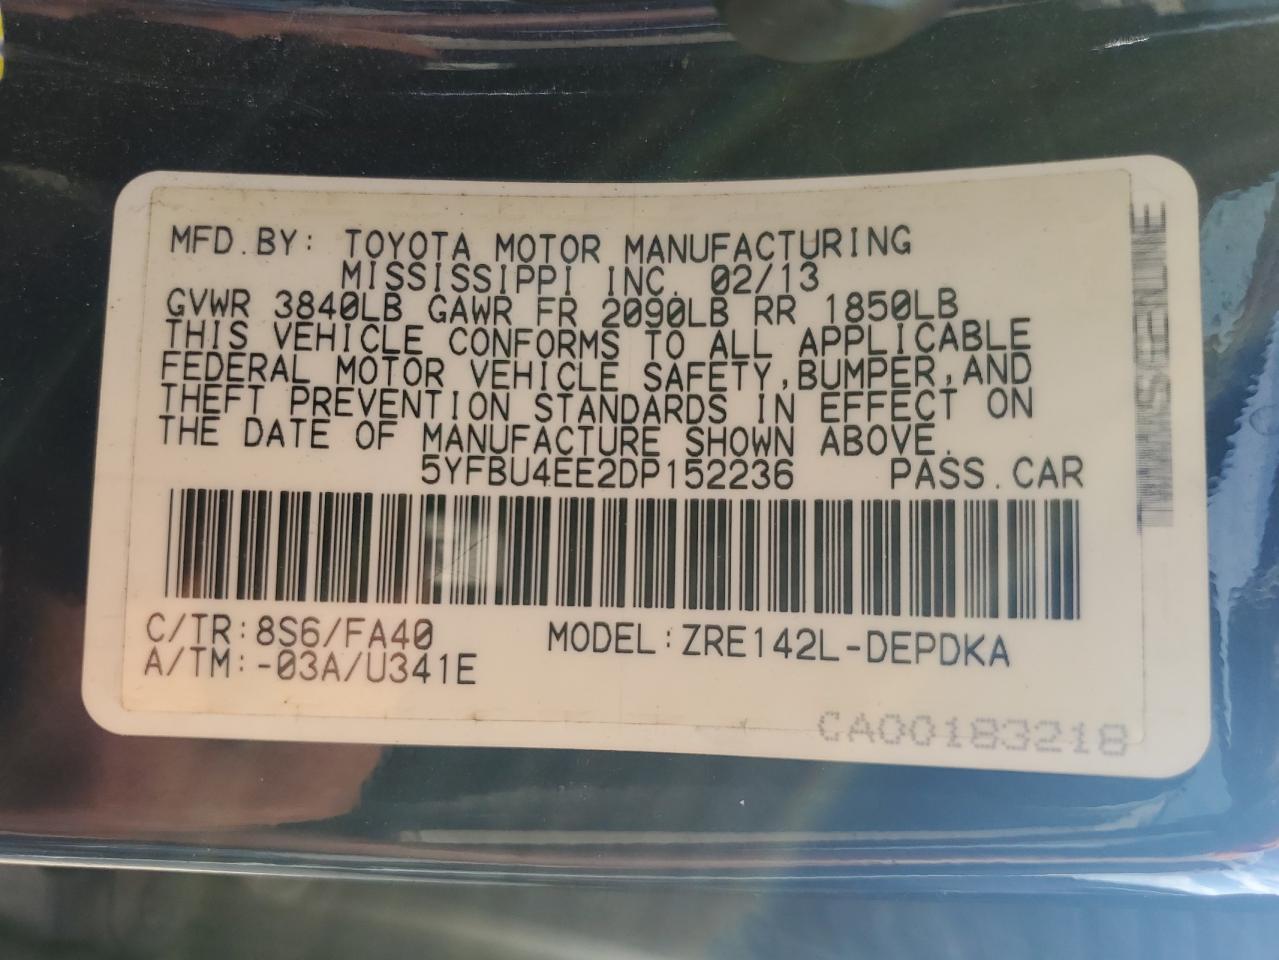 MFD.BY: TOYOTA MOTOR MANUFACTURING
MISSISSIPPI INC. 02/13
GVWR 3840LB GAWR FR 2090LB RR 1850LB
THIS VEHICLE CONFORMS TO ALL APPLICABLE
FEDERAL MOTOR VEHICLE SAFETY,BUMPER,AND
THEFT PREVENTION STANDARDS IN EFFECT ON
THE DATE OF MANUFACTURE SHOWN ABOVE.
5YFBU4EE2DP152236 PASS.CAR
C/TR:8S6/FA40 MODEL:ZRE142L-DEPDKA
A/TM:-03A/U341E
CA00183218